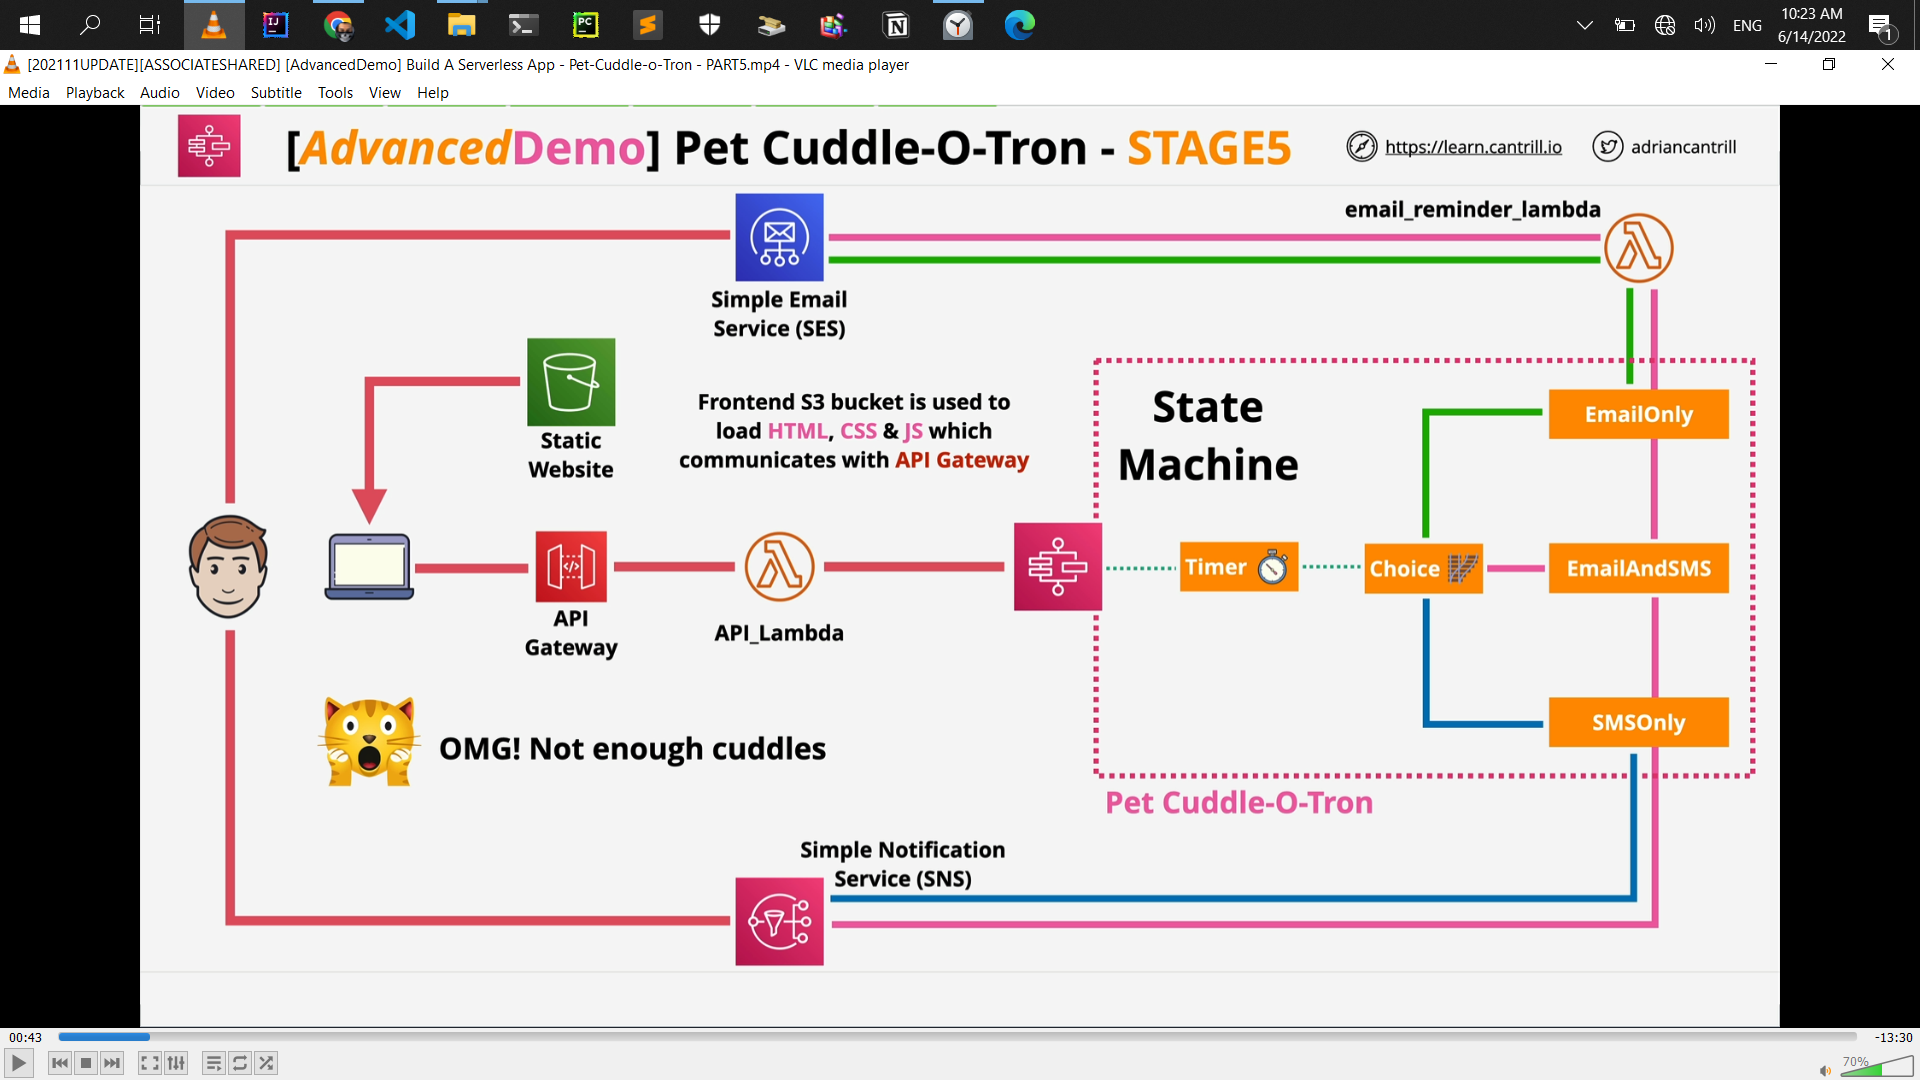 10:23 AM
ENG
6/14/2022
1
IJ
PC
[202111UPDATE][ASSOCIATESHARED] [AdvancedDemo] Build A Serverless App - Pet-Cuddle-o-Tron - PART5.mp4 - VLC media player
Media Playback Audio Video Subtitle Tools View Help
[AdvancedDemo] Pet Cuddle-O-Tron - STAGE5
https://learn.cantrill.io
adriancantrill
email_reminder_lambda
Simple Email
Service (SES)
Static
Website
Frontend S3 bucket is used to
load HTML, CSS & JS which
communicates with API Gateway
State
Machine
EmailOnly
Timer
Choice
EmailAndSMS
API
Gateway
API_Lambda
SMSOnly
OMG! Not enough cuddles
Pet Cuddle-O-Tron
Simple Notification
Service (SNS)
00:43
-13:30
70%